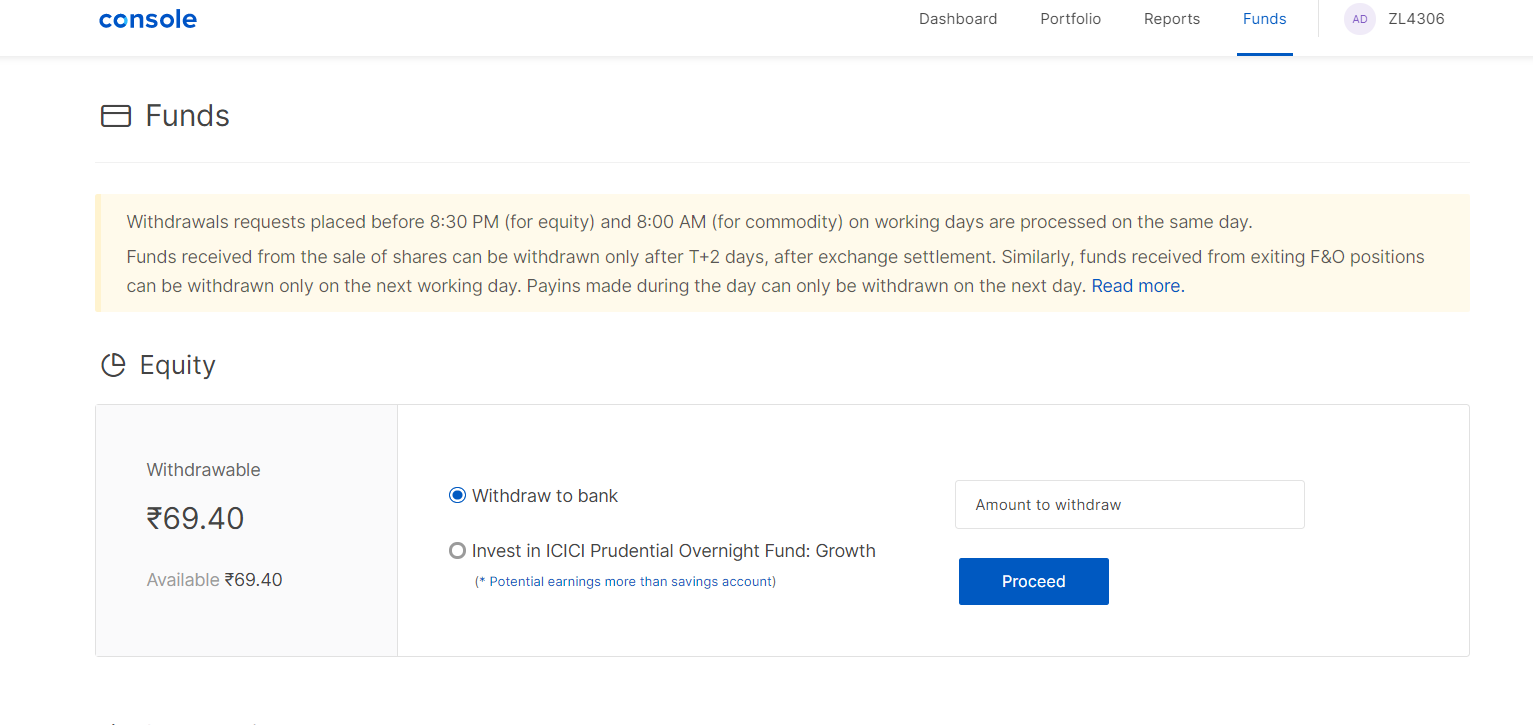 console
Dashboard
Portfolio
Reports
Funds
AD
ZL4306
Funds
Withdrawals requests placed before 8:30 PM (for equity) and 8:00 AM (for commodity) on working days are processed on the same day.
Funds received from the sale of shares can be withdrawn only after T+2 days, after exchange settlement. Similarly, funds received from exiting F&O positions
can be withdrawn only on the next working day. Payins made during the day can only be withdrawn on the next day. Read more.
Equity
Withdrawable
₹69.40
Available ₹69.40
Withdraw to bank
Invest in ICICI Prudential Overnight Fund: Growth
(* Potential earnings more than savings account)
Amount to withdraw
Proceed